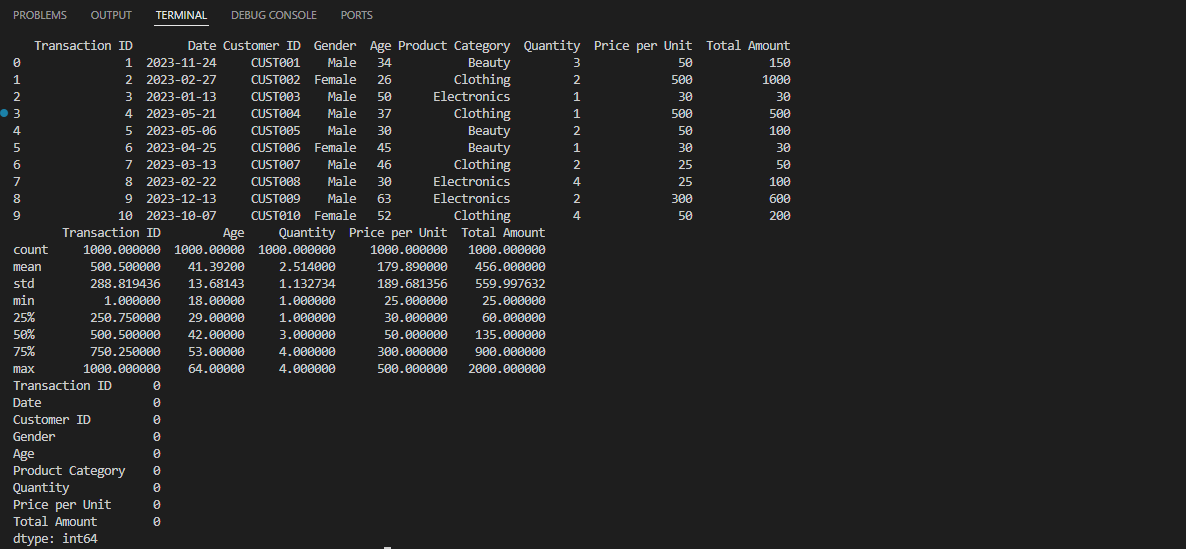 PROBLEMS OUTPUT TERMINAL DEBUG CONSOLE PORTS
Transaction ID Date Customer ID Gender Age Product Category Quantity Price per Unit Total Amount
0 1 2023-11-24 CUST001 Male 34 Beauty 3 50 150
1 2 2023-02-27 CUST002 Female 26 Clothing 2 500 1000
2 3 2023-01-13 CUST003 Male 50 Electronics 1 30 30
3 4 2023-05-21 CUST004 Male 37 Clothing 1 500 500
4 5 2023-05-06 CUST005 Male 30 Beauty 2 50 100
5 6 2023-04-25 CUST006 Female 45 Beauty 1 30 30
6 7 2023-03-13 CUST007 Male 46 Clothing 2 25 50
7 8 2023-02-22 CUST008 Male 30 Electronics 4 25 100
8 9 2023-12-13 CUST009 Male 63 Electronics 2 300 600
9 10 2023-10-07 CUST010 Female 52 Clothing 4 50 200
Transaction ID Age Quantity Price per Unit Total Amount
count 1000.000000 1000.00000 1000.000000 1000.000000 1000.000000
mean 500.500000 41.39200 2.514000 179.890000 456.000000
std 288.819436 13.68143 1.132734 189.681356 559.997632
min 1.000000 18.00000 1.000000 25.000000 25.000000
25% 250.750000 29.00000 1.000000 30.000000 60.000000
50% 500.500000 42.00000 3.000000 50.000000 135.000000
75% 750.250000 53.00000 4.000000 300.000000 900.000000
max 1000.000000 64.00000 4.000000 500.000000 2000.000000
Transaction ID 0
Date 0
Customer ID 0
Gender 0
Age 0
Product Category 0
Quantity 0
Price per Unit 0
Total Amount 0
dtype: int64